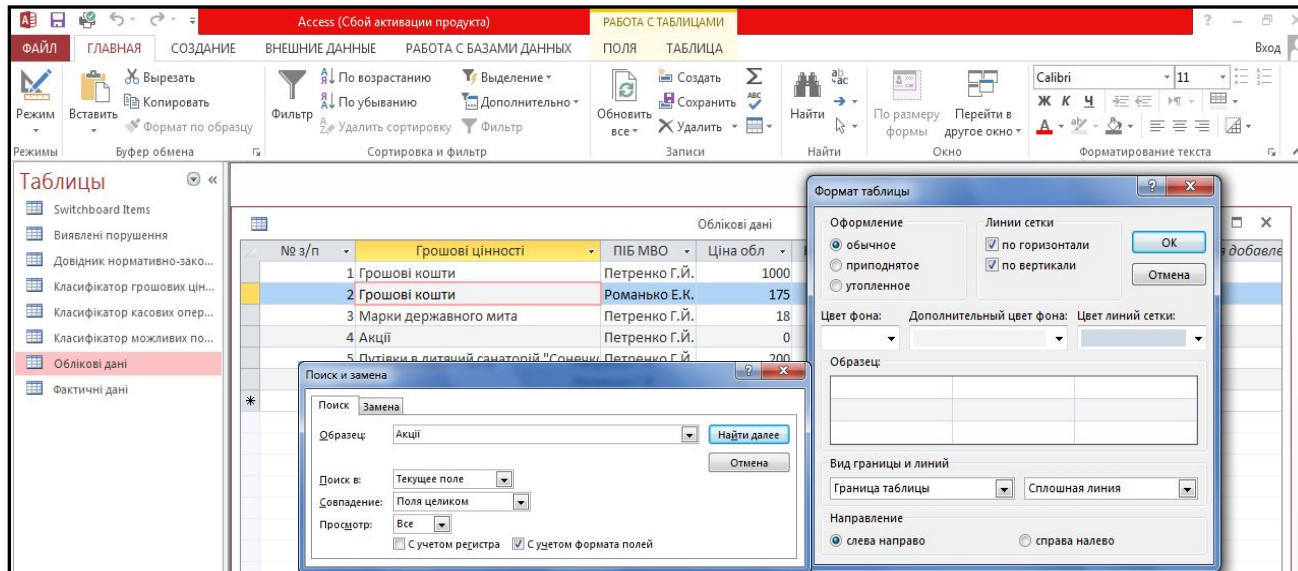 Access (Сбой активации продукта)
РАБОТА С ТАБЛИЦАМИ
ФАЙЛ ГЛАВНАЯ СОЗДАНИЕ ВНЕШНИЕ ДАННЫЕ РАБОТА С БАЗАМИ ДАННЫХ ПОЛЯ ТАБЛИЦА Вход
Режим
Вставить
Вырезать
Копировать
Формат по образцу
Фильтр
По возрастанию
По убыванию
Удалить сортировку
Выделение
Дополнительно
Фильтр
Обновить все
Создать
Сохранить
Удалить
Найти
По размеру формы
Перейти в другое окно
Calibri 11
Ж К Ч
Режимы Буфер обмена Сортировка и фильтр Записи Найти Окно Форматирование текста
Таблицы
Switchboard Items
Виявлені порушення
Довідник нормативно-зако...
Класифікатор грошових цін...
Класифікатор касових опер...
Класифікатор можливих по...
Облікові дані
Фактичні дані
Облікові дані
№ з/п Грошові цінності ПІБ МВО Ціна обл
1 Грошові кошти Петренко Г.Й. 1000
2 Грошові кошти Романько Е.К. 175
3 Марки державного мита Петренко Г.Й. 18
4 Акції Петренко Г.Й. 0
5 Путівки в дитячий санаторій "Сонечк Петренко Г.Й. 200
Поиск и замена
Поиск Замена
Образец: Акції Найти далее
Отмена
Поиск в: Текущее поле
Совпадение: Поля целиком
Просмотр: Все
С учетом регистра С учетом формата полей
Формат таблицы
Оформление
обычное
приподнятое
утопленное
Линии сетки
по горизонтали
по вертикали
ОК
Отмена
Цвет фона: Дополнительный цвет фона: Цвет линий сетки:
Образец:
Вид границы и линий
Граница таблицы Сплошная линия
Направление
слева направо справа налево